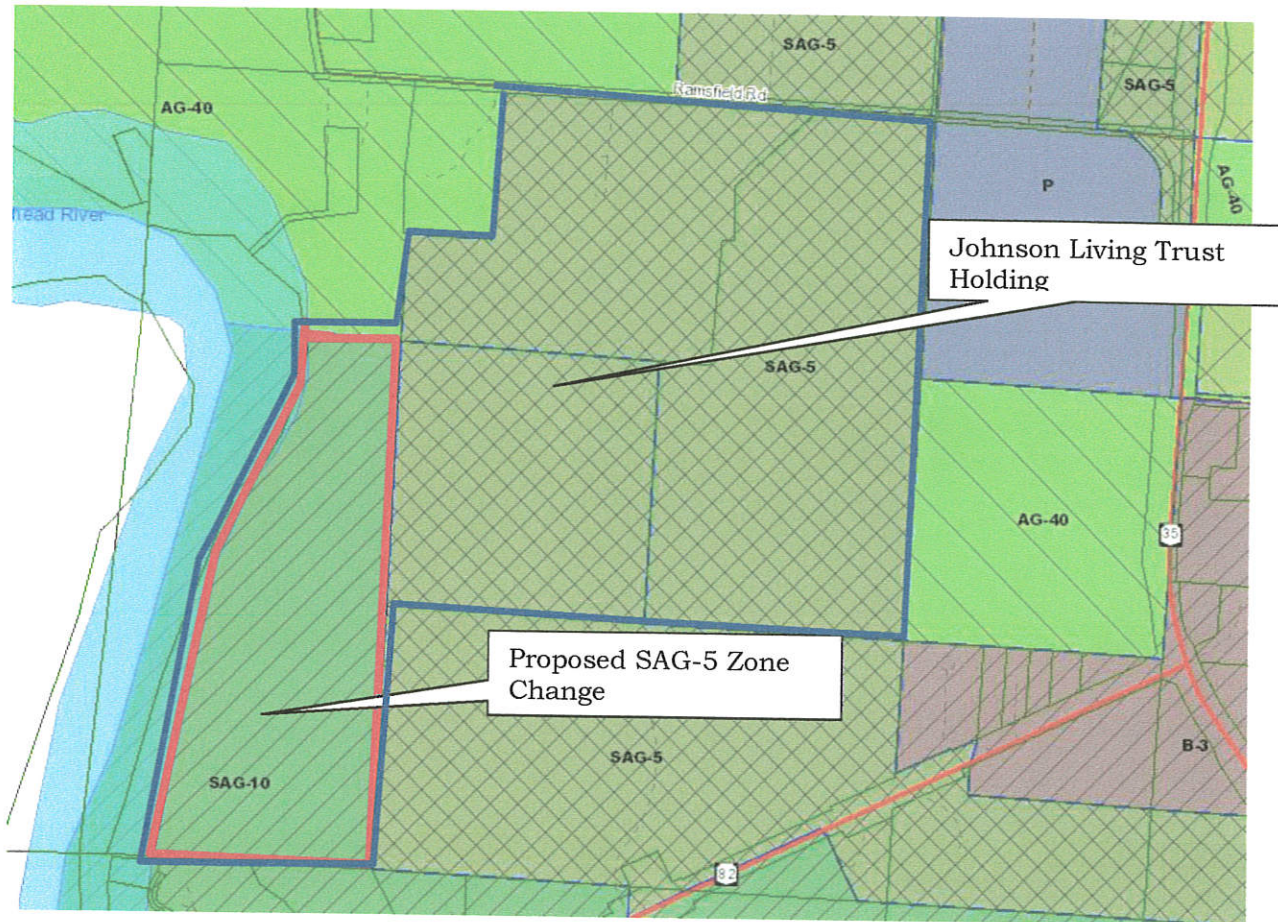 SAG-5
SAG-5
Ramsfield Rd
AG-40
P
AG-40
head River
Johnson Living Trust
Holding
SAG-5
AG-40
35
Proposed SAG-5 Zone
Change
SAG-5
B-3
SAG-10
82